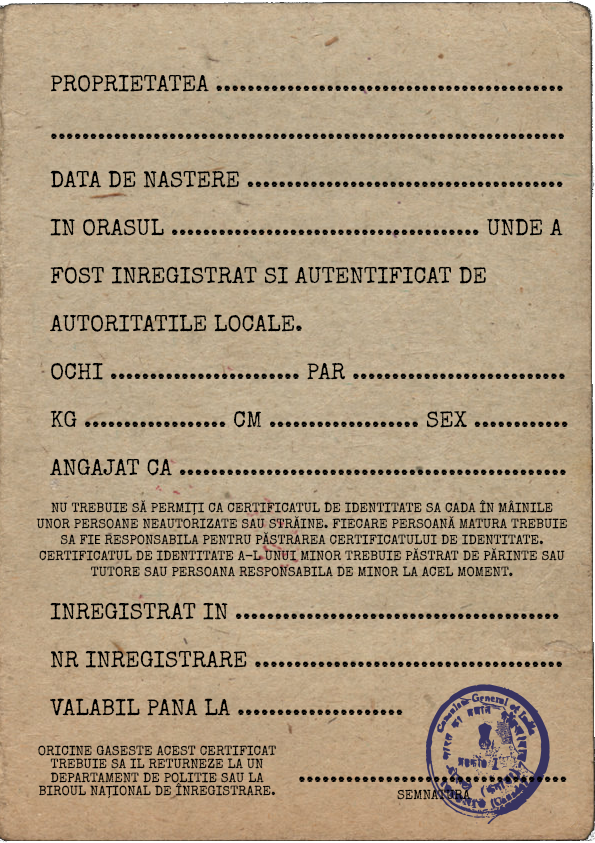 PROPRIETATEA ....................................
.....................................................
DATA DE NASTERE .................................
IN ORASUL ................................ UNDE A
FOST INREGISTRAT SI AUTENTIFICAT DE
AUTORITATILE LOCALE.
OCHI .................... PAR ......................
KG ............... CM ................ SEX ..........
ANGAJAT CA ........................................
NU TREBUIE SĂ PERMIȚI CA CERTIFICATUL DE IDENTITATE SA CADA ÎN MÂINILE
UNOR PERSOANE NEAUTORIZATE SAU STRĂINE. FIECARE PERSOANĂ MATURA TREBUIE
SA FIE RESPONSABILA PENTRU PĂSTRAREA CERTIFICATULUI DE IDENTITATE.
CERTIFICATUL DE IDENTITATE A-L UNUI MINOR TREBUIE PĂSTRAT DE PĂRINTE SAU
TUTORE SAU PERSOANA RESPONSABILA DE MINOR LA ACEL MOMENT.
INREGISTRAT IN ..................................
NR INREGISTRARE ................................
VALABIL PANA LA .................
ORICINE GASESTE ACEST CERTIFICAT
TREBUIE SA IL RETURNEZE LA UN
DEPARTAMENT DE POLITIE SAU LA
BIROUL NAȚIONAL DE ÎNREGISTRARE.
............................
SEMNATURA
General of India